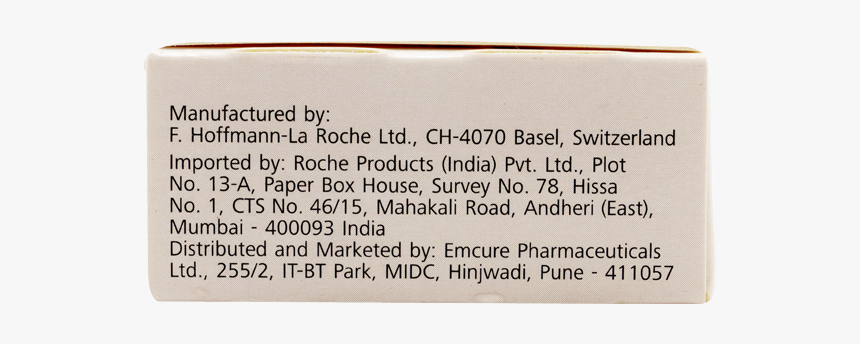 Manufactured by:
F. Hoffmann-La Roche Ltd., CH-4070 Basel, Switzerland
Imported by: Roche Products (India) Pvt. Ltd., Plot
No. 13-A, Paper Box House, Survey No. 78, Hissa
No. 1, CTS No. 46/15, Mahakali Road, Andheri (East),
Mumbai - 400093 India
Distributed and Marketed by: Emcure Pharmaceuticals
Ltd., 255/2, IT-BT Park, MIDC, Hinjwadi, Pune - 411057